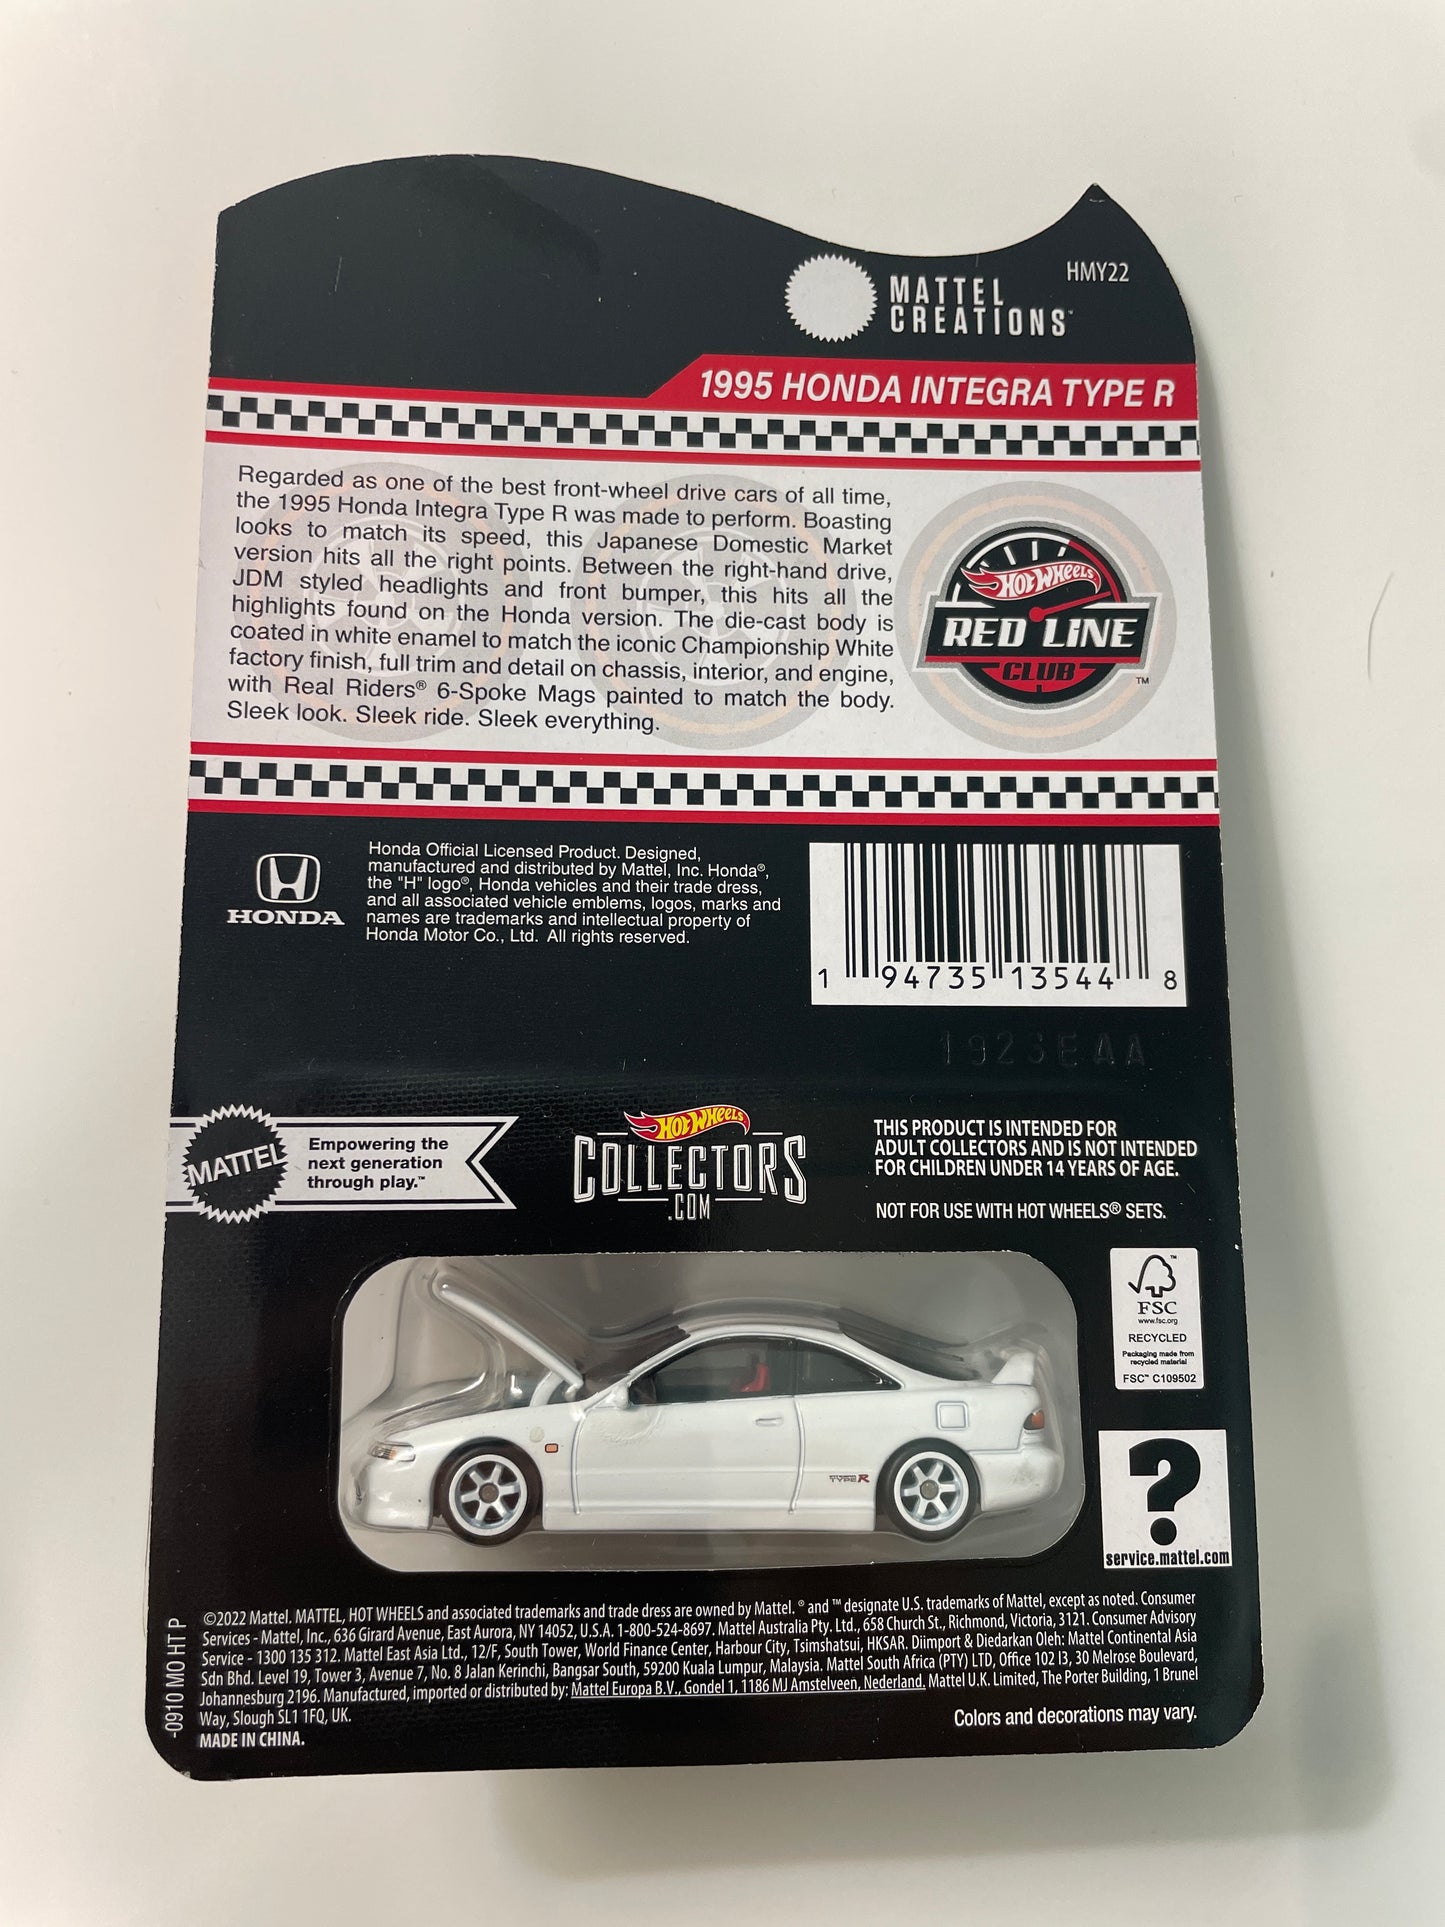 HMY22
MATTEL
CREATIONS™
1995 HONDA INTEGRA TYPE R
Regarded as one of the best front-wheel drive cars of all time,
the 1995 Honda Integra Type R was made to perform. Boasting
looks to match its speed, this Japanese Domestic Market
version hits all the right points. Between the right-hand drive,
JDM styled headlights and front bumper, this hits all the
highlights found on the Honda version. The die-cast body is
coated in white enamel to match the iconic Championship White
factory finish, full trim and detail on chassis, interior, and engine,
with Real Riders® 6-Spoke Mags painted to match the body.
Sleek look. Sleek ride. Sleek everything.
HOT WHEELS
RED LINE
CLUB
™
HONDA
Honda Official Licensed Product. Designed,
manufactured and distributed by Mattel, Inc. Honda®,
the "H" logo®, Honda vehicles and their trade dress,
and all associated vehicle emblems, logos, marks and
names are trademarks and intellectual property of
Honda Motor Co., Ltd. All rights reserved.
1 94735 13544 8
MATTEL
Empowering the
next generation
through play.™
HOT WHEELS
COLLECTORS
.COM
THIS PRODUCT IS INTENDED FOR
ADULT COLLECTORS AND IS NOT INTENDED
FOR CHILDREN UNDER 14 YEARS OF AGE.
NOT FOR USE WITH HOT WHEELS® SETS.
FSC
www.fsc.org
RECYCLED
Packaging made from
recycled material
FSC™ C109502
TYPE R
?
service.mattel.com
-0910 MO HT P
©2022 Mattel. MATTEL, HOT WHEELS and associated trademarks and trade dress are owned by Mattel. ® and ™ designate U.S. trademarks of Mattel, except as noted. Consumer
Services - Mattel, Inc., 636 Girard Avenue, East Aurora, NY 14052, U.S.A. 1-800-524-8697. Mattel Australia Pty. Ltd., 658 Church St., Richmond, Victoria, 3121. Consumer Advisory
Service - 1300 135 312. Mattel East Asia Ltd., 12/F, South Tower, World Finance Center, Harbour City, Tsimshatsui, HKSAR. Diimport & Diedarkan Oleh: Mattel Continental Asia
Sdn Bhd. Level 19, Tower 3, Avenue 7, No. 8 Jalan Kerinchi, Bangsar South, 59200 Kuala Lumpur, Malaysia. Mattel South Africa (PTY) LTD, Office 102 I3, 30 Melrose Boulevard,
Johannesburg 2196. Manufactured, imported or distributed by: Mattel Europa B.V., Gondel 1, 1186 MJ Amstelveen, Nederland. Mattel U.K. Limited, The Porter Building, 1 Brunel
Way, Slough SL1 1FQ, UK.
MADE IN CHINA.
Colors and decorations may vary.